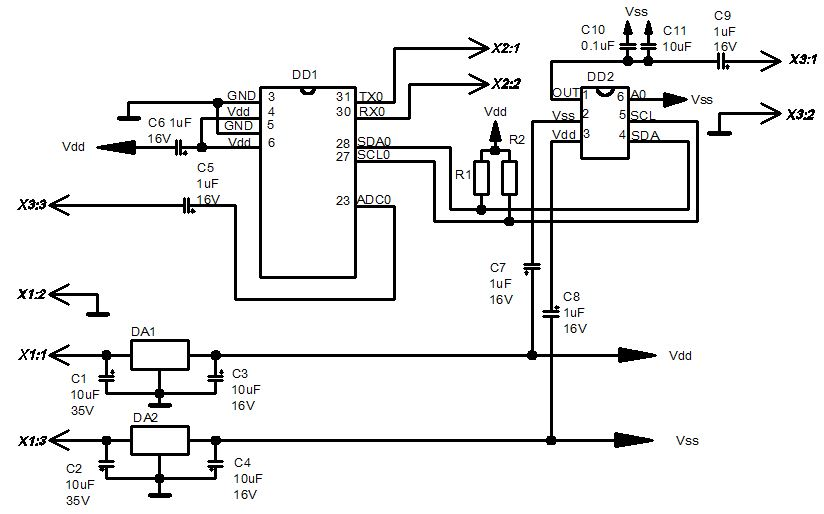 Vss
C10
0.1uF
C11
10uF
C9
1uF
16V
X3:1
X2:1
X2:2
DD1
DD2
GND 3
Vdd 4
GND 5
Vdd 6
31 TX0
30 RX0
28 SDA0
27 SCL0
23 ADC0
OUT 1
Vss 2
Vdd 3
6 A0
5 SCL
4 SDA
Vss
X3:2
C6 1uF
16V
Vdd
C5
1uF
16V
X3:3
Vdd
R1
R2
C7
1uF
16V
C8
1uF
16V
X1:2
DA1
X1:1
Vdd
C1
10uF
35V
C3
10uF
16V
DA2
X1:3
Vss
C2
10uF
35V
C4
10uF
16V